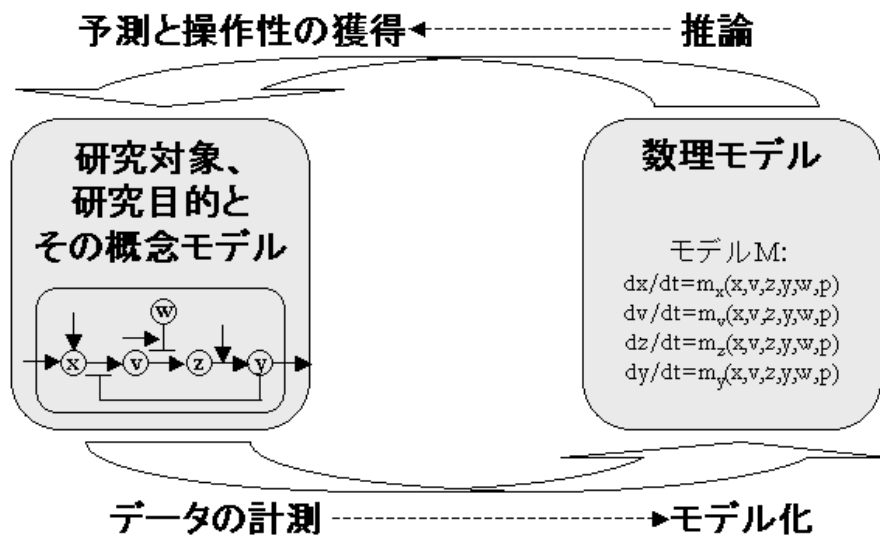 予測と操作性の獲得
推論
研究対象、
研究目的と
その概念モデル
w
x
v
z
y
数理モデル
モデルM:
dx/dt=mx(x,v,z,y,w,p)
dv/dt=mv(x,v,z,y,w,p)
dz/dt=mz(x,v,z,y,w,p)
dy/dt=my(x,v,z,y,w,p)
データの計測
モデル化